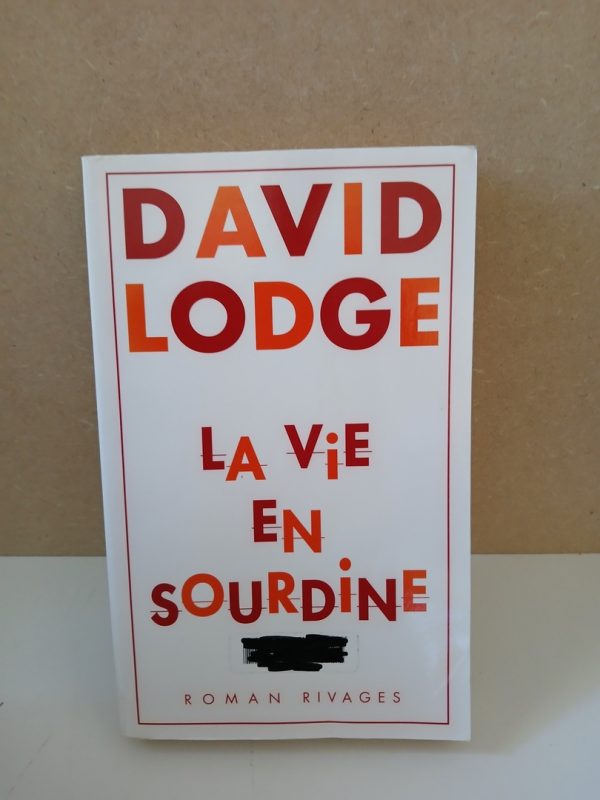 DAVID
LODGE
LA ViE
EN
SOURDiNE
ROMAN RIVAGES